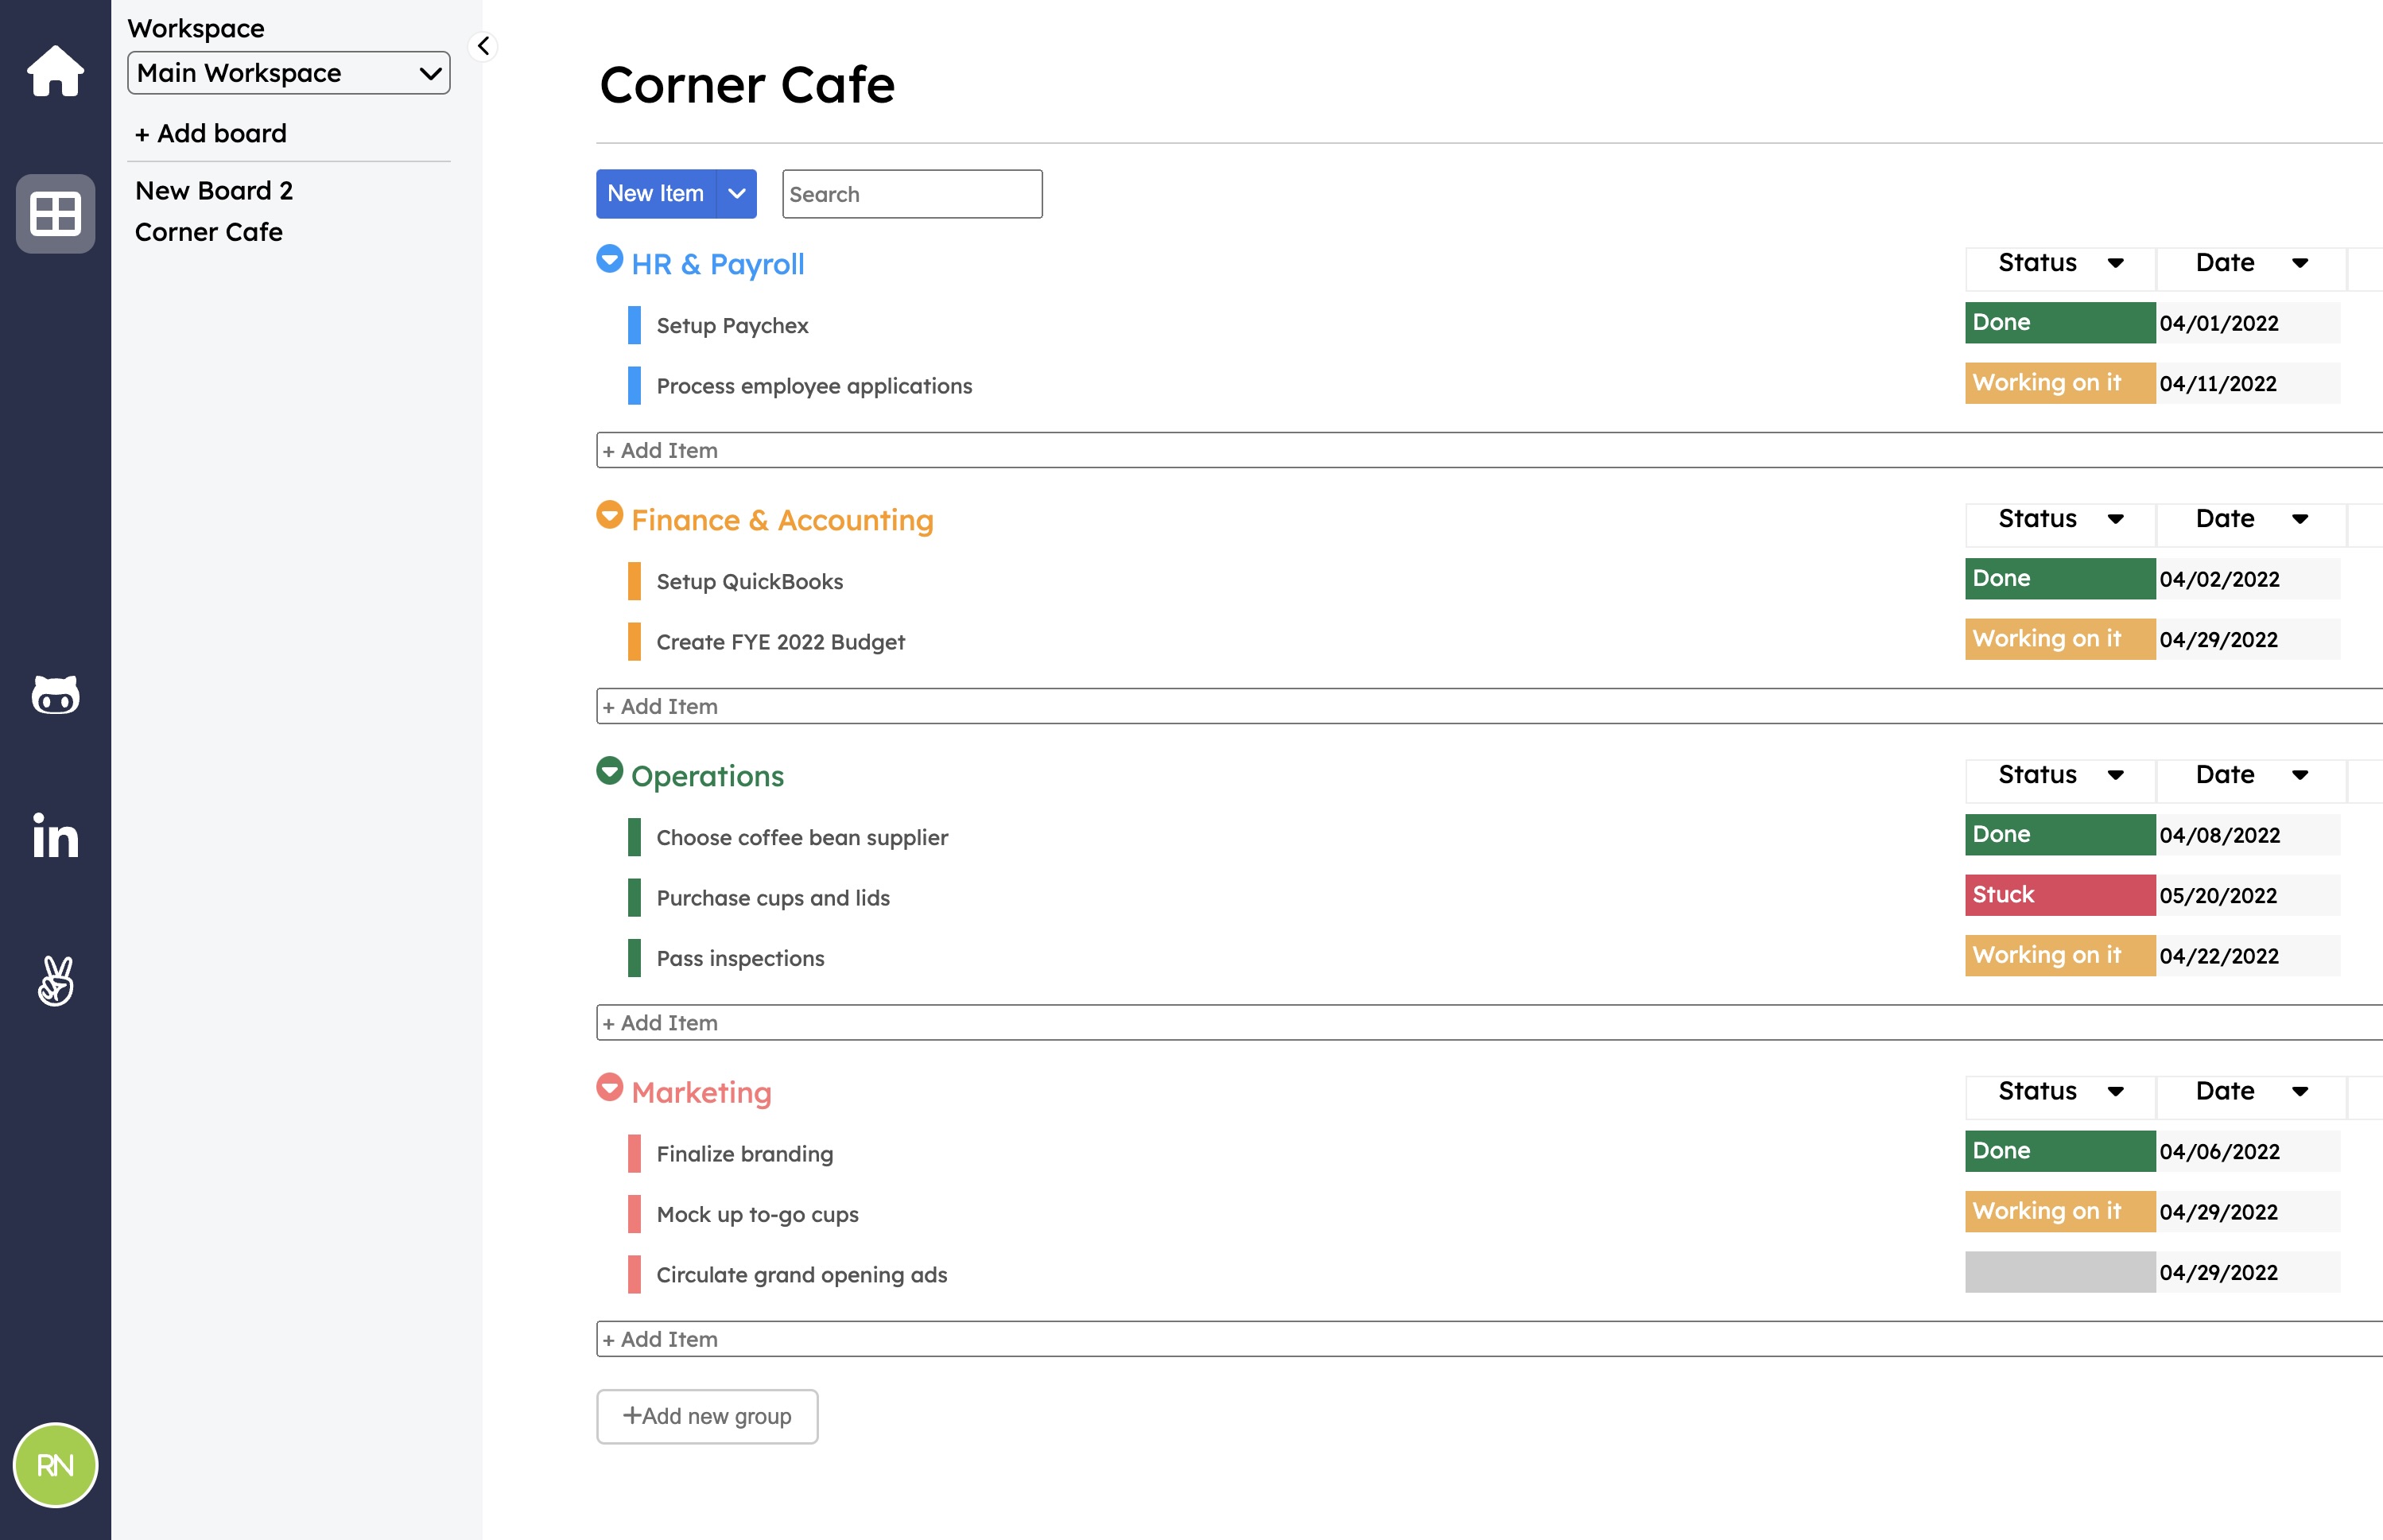 Workspace
Main Workspace
+ Add board
New Board 2
Corner Cafe
in
RN
Corner Cafe
New Item
Search
HR & Payroll Status Date
Setup Paychex Done 04/01/2022
Process employee applications Working on it 04/11/2022
+ Add Item
Finance & Accounting Status Date
Setup QuickBooks Done 04/02/2022
Create FYE 2022 Budget Working on it 04/29/2022
+ Add Item
Operations Status Date
Choose coffee bean supplier Done 04/08/2022
Purchase cups and lids Stuck 05/20/2022
Pass inspections Working on it 04/22/2022
+ Add Item
Marketing Status Date
Finalize branding Done 04/06/2022
Mock up to-go cups Working on it 04/29/2022
Circulate grand opening ads 04/29/2022
+ Add Item
+Add new group